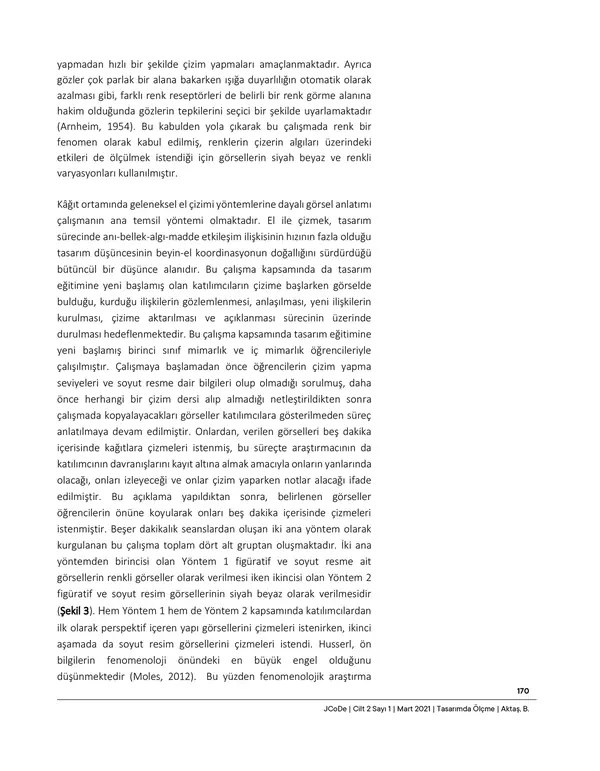 yapmadan hızlı bir şekilde çizim yapmaları amaçlanmaktadır. Ayrıca
gözler çok parlak bir alana bakarken ışığa duyarlılığın otomatik olarak
azalması gibi, farklı renk reseptörleri de belirli bir renk görme alanına
hakim olduğunda gözlerin tepkilerini seçici bir şekilde uyarlamaktadır
(Arnheim, 1954). Bu kabulden yola çıkarak bu çalışmada renk bir
fenomen olarak kabul edilmiş, renklerin çizerin algıları üzerindeki
etkileri de ölçülmek istendiği için görsellerin siyah beyaz ve renkli
varyasyonları kullanılmıştır.
Kâğıt ortamında geleneksel el çizimi yöntemlerine dayalı görsel anlatımı
çalışmanın ana temsil yöntemi olmaktadır. El ile çizmek, tasarım
sürecinde anı-bellek-algı-madde etkileşim ilişkisinin hızının fazla olduğu
tasarım düşüncesinin beyin-el koordinasyonun doğallığını sürdürdüğü
bütüncül bir düşünce alanıdır. Bu çalışma kapsamında da tasarım
eğitimine yeni başlamış olan katılımcıların çizime başlarken görselde
bulduğu, kurduğu ilişkilerin gözlemlenmesi, anlaşılması, yeni ilişkilerin
kurulması, çizime aktarılması ve açıklanması sürecinin üzerinde
durulması hedeflenmektedir. Bu çalışma kapsamında tasarım eğitimine
yeni başlamış birinci sınıf mimarlık ve iç mimarlık öğrencileriyle
çalışılmıştır. Çalışmaya başlamadan önce öğrencilerin çizim yapma
seviyeleri ve soyut resme dair bilgileri olup olmadığı sorulmuş, daha
önce herhangi bir çizim dersi alıp almadığı netleştirildikten sonra
çalışmada kopyalayacakları görseller katılımcılara gösterilmeden süreç
anlatılmaya devam edilmiştir. Onlardan, verilen görselleri beş dakika
içerisinde kağıtlara çizmeleri istenmiş, bu süreçte araştırmacının da
katılımcının davranışlarını kayıt altına almak amacıyla onların yanlarında
olacağı, onları izleyeceği ve onlar çizim yaparken notlar alacağı ifade
edilmiştir. Bu açıklama yapıldıktan sonra, belirlenen görseller
öğrencilerin önüne koyularak onları beş dakika içerisinde çizmeleri
istenmiştir. Beşer dakikalık seanslardan oluşan iki ana yöntem olarak
kurgulanan bu çalışma toplam dört alt gruptan oluşmaktadır. İki ana
yöntemden birincisi olan Yöntem 1 figüratif ve soyut resme ait
görsellerin renkli görseller olarak verilmesi iken ikincisi olan Yöntem 2
figüratif ve soyut resim görsellerinin siyah beyaz olarak verilmesidir
(Şekil 3). Hem Yöntem 1 hem de Yöntem 2 kapsamında katılımcılardan
ilk olarak perspektif içeren yapı görsellerini çizmeleri istenirken, ikinci
aşamada da soyut resim görsellerini çizmeleri istendi. Husserl, ön
bilgilerin fenomenoloji önündeki en büyük engel olduğunu
düşünmektedir (Moles, 2012). Bu yüzden fenomenolojik araştırma
170
JCoDe | Cilt 2 Sayı 1 | Mart 2021 | Tasarımda Ölçme | Aktaş, B.